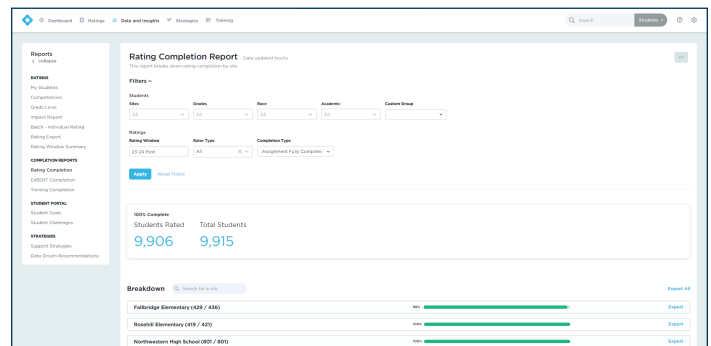 Dashboard Ratings Data and Insights Strategies Training Search Students
Reports
collapse
RATINGS
My Students
Competencies
Grade Level
Impact Report
Batch - Individual Rating
Rating Export
Rating Window Summary
COMPLETION REPORTS
Rating Completion
EdSERT Completion
Training Completion
STUDENT PORTAL
Student Goals
Student Challenges
STRATEGIES
Support Strategies
Data-Driven Recommendations
Rating Completion Report - Data updated hourly
This report breaks down rating completion by site.
Filters
Students
Sites Grades Race Academic Custom Group
All All All All
Ratings
Rating Window Rater Type Completion Type
23-24 Post All Assignment Fully Complete
Apply Reset Filters
100% Complete
Students Rated Total Students
9,906 9,915
Breakdown Search for a site Export All
Fallbridge Elementary (429 / 436) 98% Export
Rosehill Elementary (419 / 421) 100% Export
Northwestern High School (801 / 801) 100% Export